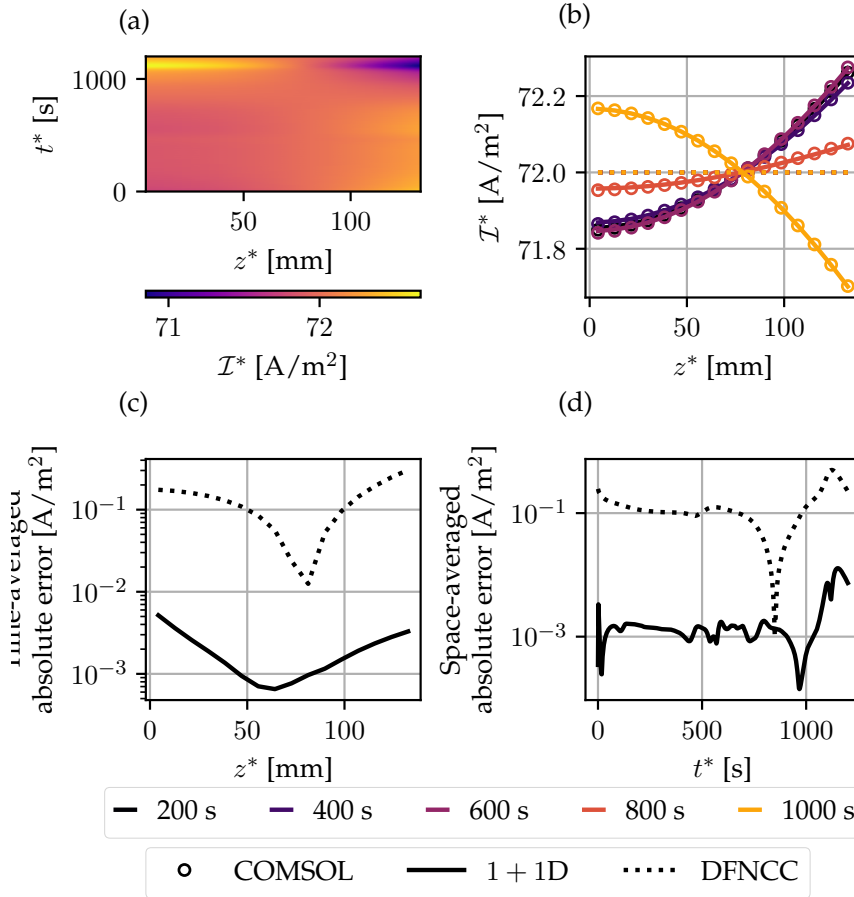 (a)
1000
0
t* [s]
50
100
z* [mm]
71
72
I* [A/m²]
(b)
72.2
72.0
71.8
I* [A/m²]
0
50
100
z* [mm]
(c)
10⁻¹
10⁻²
10⁻³
Time-averaged
absolute error [A/m²]
0
50
100
z* [mm]
(d)
10⁻¹
10⁻³
Space-averaged
absolute error [A/m²]
0
500
1000
t* [s]
200 s 400 s 600 s 800 s 1000 s
COMSOL 1 + 1D DFNCC